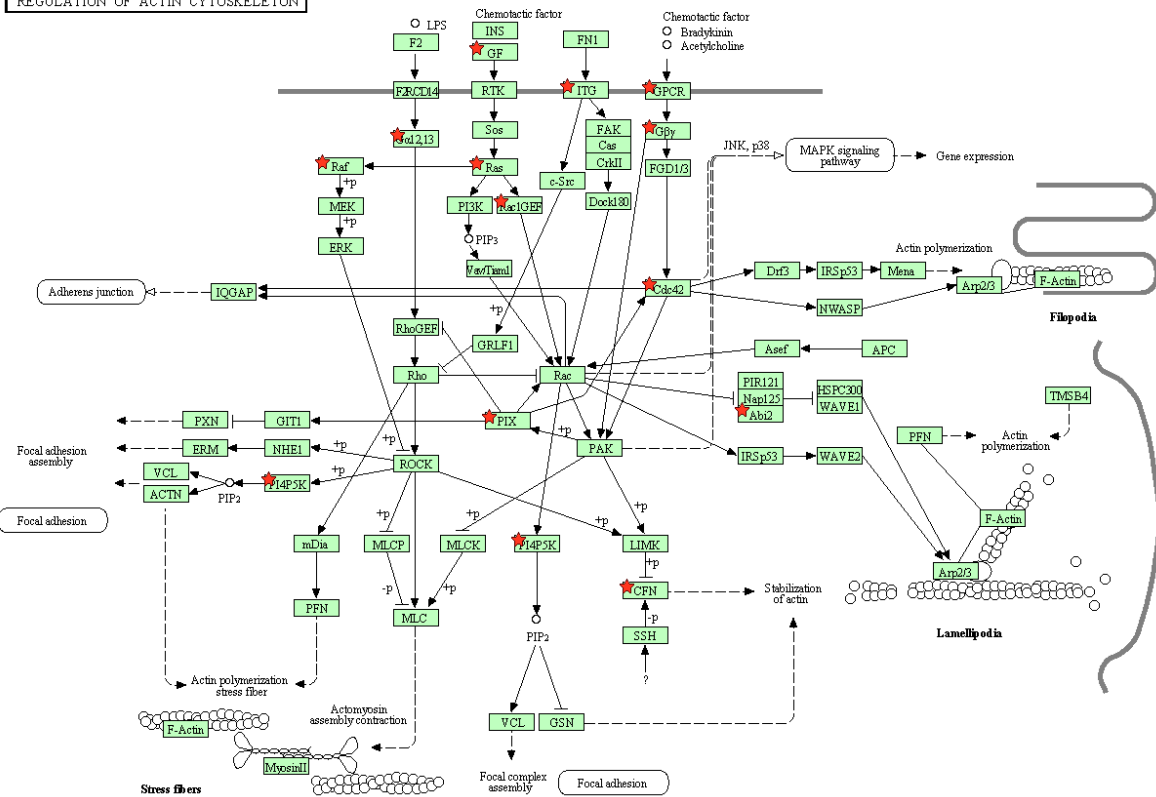 REGULATION OF ACTIN CYTOSKELETON
Chemotactic factor
Chemotactic factor
LPS
INS
Bradykinin
F2
GF
FN1
Acetylcholine
F2RCD14
RTK
ITG
GPCR
Gα12,13
Sos
FAK
Gβγ
Cas
JNK, p38
MAPK signaling
pathway
Gene expression
CrkII
Raf
Ras
FGD1/3
+p
c-Src
MEK
PI3K
Rac1GEF
Dock180
+p
ERK
PIP3
Vav/Tiam1
Actin polymerization
Drf3
IRSp53
Mena
Arp2/3
F-Actin
Adherens junction
IQGAP
Cdc42
NWASP
Filopodia
+p
RhoGEF
GRLF1
Asef
APC
Rho
Rac
PIR121
Nap125
Abi2
HSPC300
WAVE1
TMSB4
PXN
GIT1
PIX
PFN
Actin
polymerization
+p
+p
Focal adhesion
assembly
ERM
NHE1
+p
PAK
IRSp53
WAVE2
ROCK
VCL
+p
ACTN
PIP2
PI4P5K
Focal adhesion
+p
+p
+p
+p
F-Actin
mDia
MLCP
MLCK
PI4P5K
LIMK
+p
Arp2/3
-p
+p
CFN
Stabilization
of actin
PFN
MLC
-p
PIP2
SSH
Lamellipodia
?
Actin polymerization
stress fiber
Actomyosin
assembly contraction
F-Actin
VCL
GSN
MyosinII
Focal complex
assembly
Focal adhesion
Stress fibers